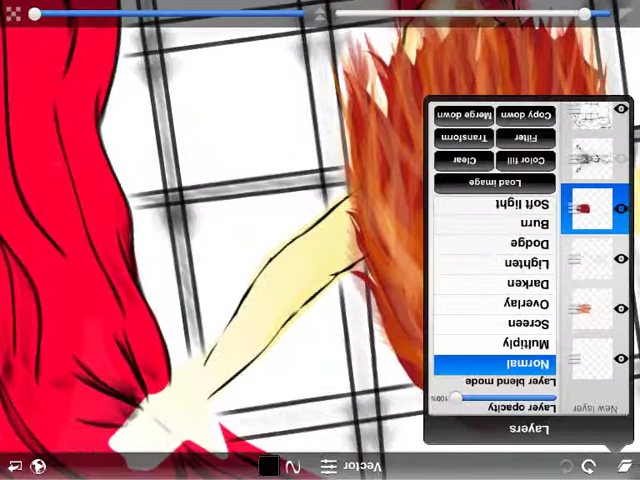 Vector
Layers
New layer
Layer opacity
100%
Layer blend mode
Normal
Multiply
Screen
Overlay
Darken
Lighten
Dodge
Burn
Soft light
Load image
Color fill
Clear
Filter
Transform
Copy down
Merge down